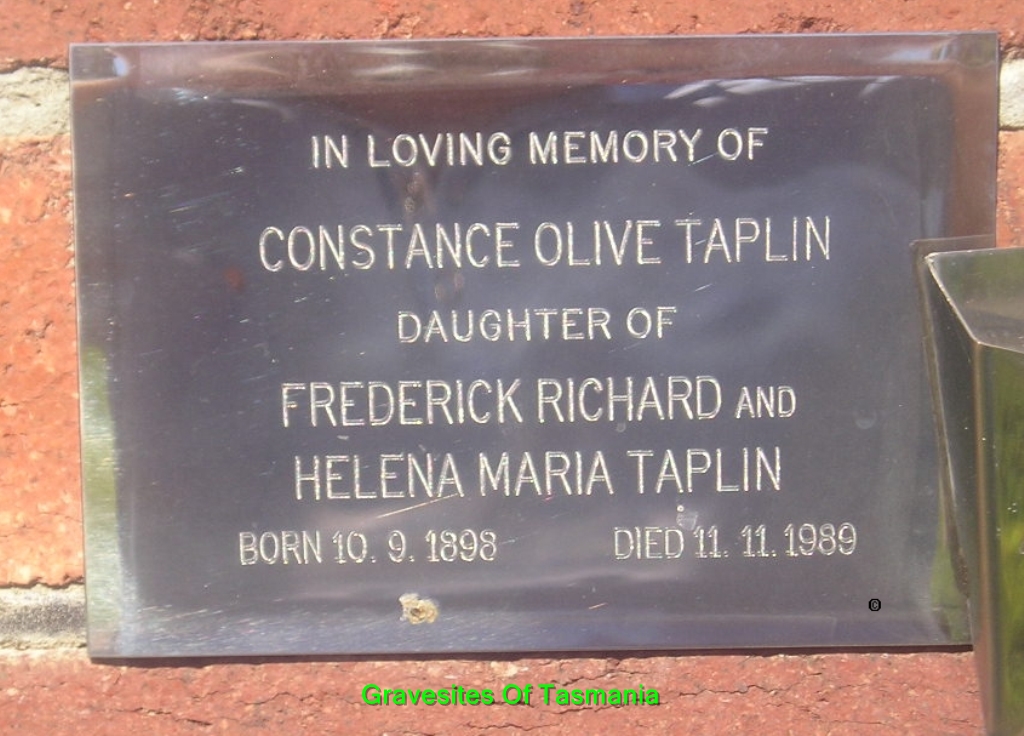 IN LOVING MEMORY OF
CONSTANCE OLIVE TAPLIN
DAUGHTER OF
FREDERICK RICHARD AND
HELENA MARIA TAPLIN
BORN 10. 9. 1898 DIED 11. 11. 1989
©
Gravesites Of Tasmania